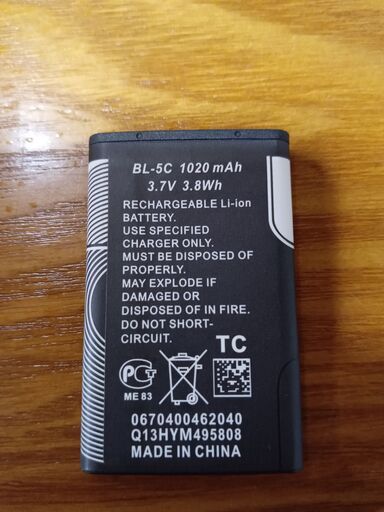 BL-5C 1020 mAh
3.7V 3.8Wh
RECHARGEABLE Li-ion
BATTERY.
USE SPECIFIED
CHARGER ONLY.
MUST BE DISPOSED OF
PROPERLY.
MAY EXPLODE IF
DAMAGED OR
DISPOSED OF IN FIRE.
DO NOT SHORT-
CIRCUIT.
TC
РСТ
ME 83
0670400462040
Q13HYM495808
MADE IN CHINA